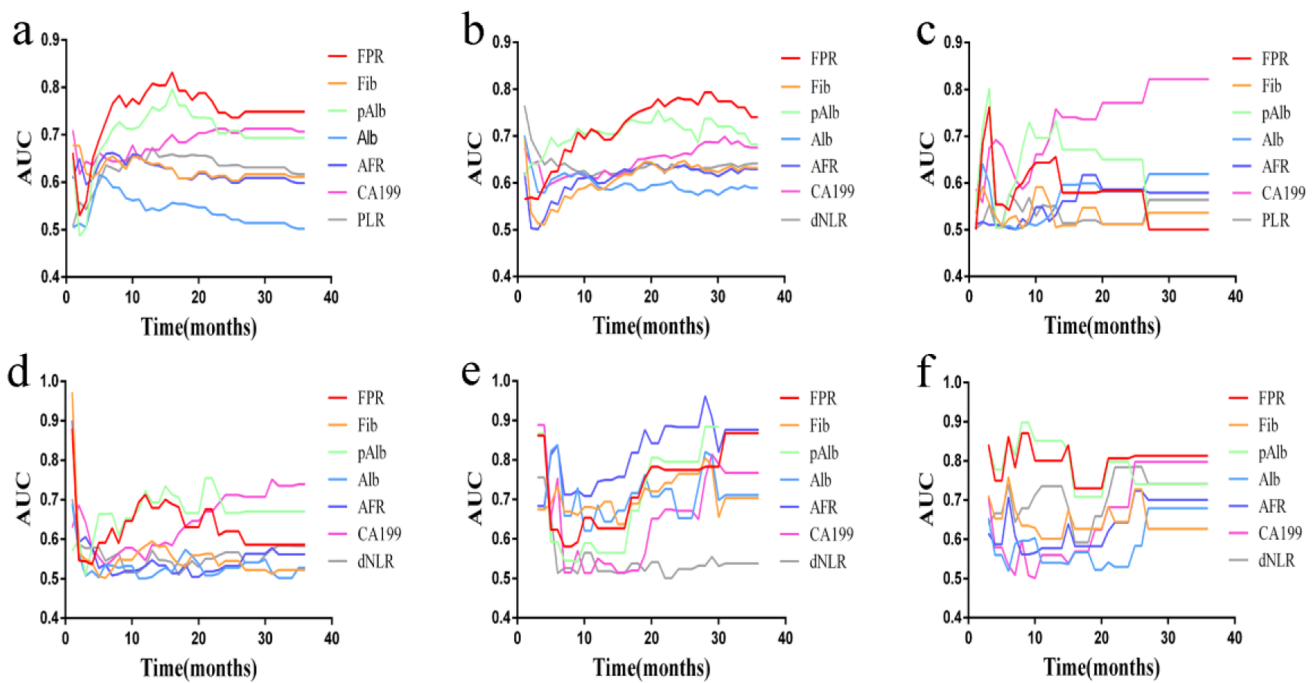 a
0.9
0.8
0.7
0.6
0.5
0.4
AUC
0 10 20 30 40
Time(months)
FPR
Fib
pAlb
Alb
AFR
CA199
PLR
b
0.9
0.8
0.7
0.6
0.5
0.4
AUC
0 10 20 30 40
Time(months)
FPR
Fib
pAlb
Alb
AFR
CA199
dNLR
c
0.9
0.8
0.7
0.6
0.5
0.4
AUC
0 10 20 30 40
Time(months)
FPR
Fib
pAlb
Alb
AFR
CA199
PLR
d
1.0
0.9
0.8
0.7
0.6
0.5
0.4
AUC
0 10 20 30 40
Time(months)
FPR
Fib
pAlb
Alb
AFR
CA199
dNLR
e
1.0
0.9
0.8
0.7
0.6
0.5
0.4
AUC
0 10 20 30 40
Time(months)
FPR
Fib
pAlb
Alb
AFR
CA199
dNLR
f
1.0
0.9
0.8
0.7
0.6
0.5
0.4
AUC
0 10 20 30 40
Time(months)
FPR
Fib
pAlb
Alb
AFR
CA199
dNLR